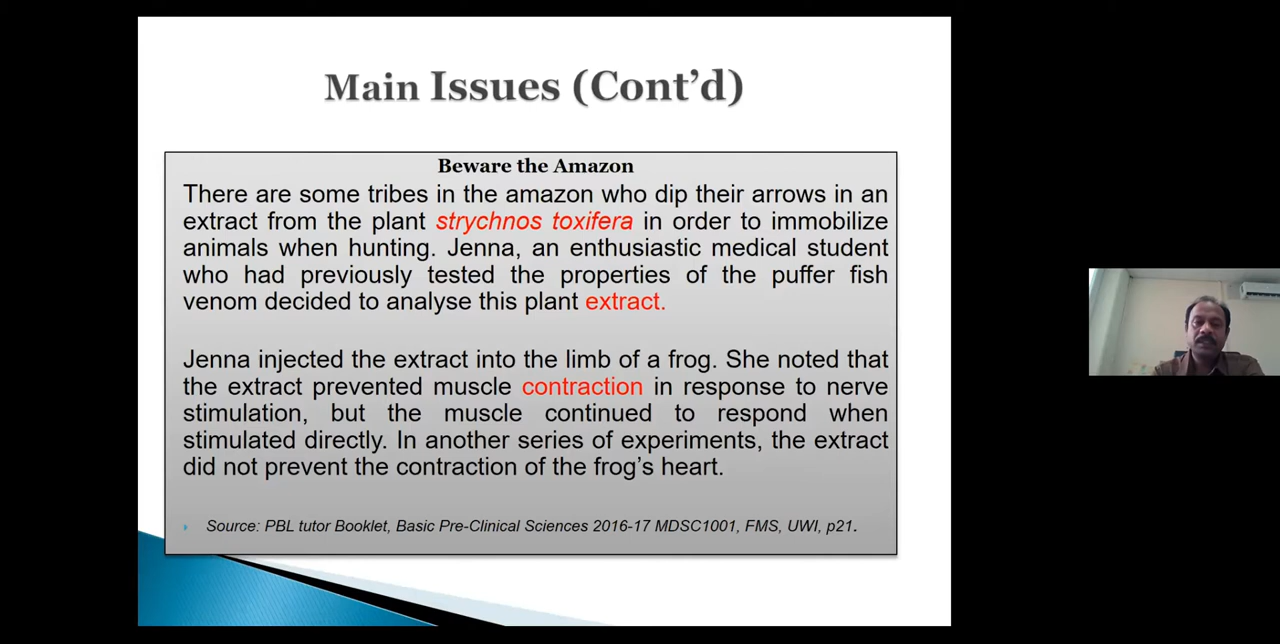 Main Issues (Cont'd)
Beware the Amazon
There are some tribes in the amazon who dip their arrows in an
extract from the plant strychnos toxifera in order to immobilize
animals when hunting. Jenna, an enthusiastic medical student
who had previously tested the properties of the puffer fish
venom decided to analyse this plant extract.
Jenna injected the extract into the limb of a frog. She noted that
the extract prevented muscle contraction in response to nerve
stimulation, but the muscle continued to respond when
stimulated directly. In another series of experiments, the extract
did not prevent the contraction of the frog's heart.
Source: PBL tutor Booklet, Basic Pre-Clinical Sciences 2016-17 MDSC1001, FMS, UWI, p21.